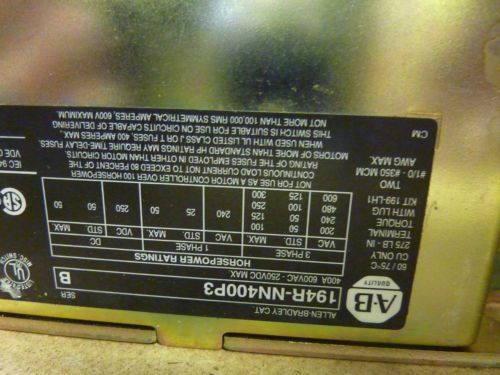 ALLEN-BRADLEY CAT SER
194R-NN400P3 B
A-B
QUALITY
400A 600VAC- 250VDC MAX
HORSEPOWER RATINGS
3 PHASE 1 PHASE DC
VAC STD. MAX. VAC STD. MAX. VDC STD.
200 50 100
240 50 125 240 25 50 250 50
480 100 250
600 125 300
60 / 75°C
CU ONLY
275 LB - IN
TERMINAL
TORQUE
WITH LUG
KIT 199-LH1
TWO
#1/0 - #350 MCM
AWG MAX.
NOT FOR USE AS A MOTOR CONTROLLER OVER 100 HORSEPOWER
CONTINUOUS LOAD CURRENT NOT TO EXCEED 80 PERCENT OF THE
RATING OF FUSES EMPLOYED IN OTHER THAN MOTOR CIRCUITS
MOTORS OF MORE THAN STANDARD HP RATINGS MAY REQUIRE TIME-DELAY FUSES.
WHEN USED WITH UL LISTED CLASS J OR T FUSES, 400 AMPERES MAX.
THIS SWITCH IS SUITABLE FOR USE ON CIRCUITS CAPABLE OF DELIVERING
NOT MORE THAN 100,000 RMS SYMMETRICAL AMPERES, 600V MAXIMUM.
CM
UL
SA
IEC 94
VDE 0